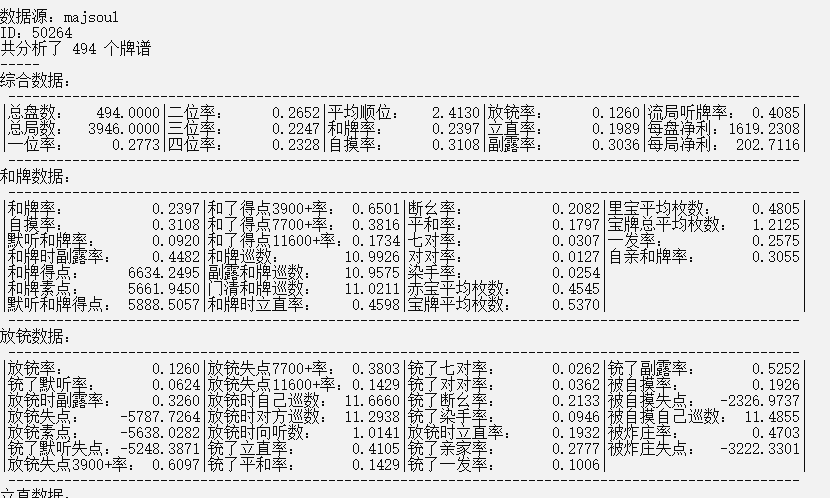 数据源: majsoul
ID: 50264
共分析了 494 个牌谱
-----
综合数据:
--------------------------------------------------------------------------------
|总盘数: 494.0000|二位率: 0.2652|平均顺位: 2.4130|放铳率: 0.1260|流局听牌率: 0.4085|
|总局数: 3946.0000|三位率: 0.2247|和牌率: 0.2397|立直率: 0.1989|每盘净利: 1619.2308|
|一位率: 0.2773|四位率: 0.2328|自摸率: 0.3108|副露率: 0.3036|每局净利: 202.7116|
--------------------------------------------------------------------------------
和牌数据:
--------------------------------------------------------------------------------
|和牌率: 0.2397|和了得点3900+率: 0.6501|断幺率: 0.2082|里宝平均枚数: 0.4805|
|自摸率: 0.3108|和了得点7700+率: 0.3816|平和率: 0.1797|宝牌总平均枚数: 1.2125|
|默听和牌率: 0.0920|和了得点11600+率: 0.1734|七对率: 0.0307|一发率: 0.2575|
|和牌时副露率: 0.4482|和牌巡数: 10.9926|对对率: 0.0127|自亲和牌率: 0.3055|
|和牌得点: 6634.2495|副露和牌巡数: 10.9575|染手率: 0.0254|
|和牌素点: 5661.9450|门清和牌巡数: 11.0211|赤宝平均枚数: 0.4545|
|默听和牌得点: 5888.5057|和牌时立直率: 0.4598|宝牌平均枚数: 0.5370|
--------------------------------------------------------------------------------
放铳数据:
--------------------------------------------------------------------------------
|放铳率: 0.1260|放铳失点7700+率: 0.3803|铳了七对率: 0.0262|铳了副露率: 0.5252|
|铳了默听率: 0.0624|放铳失点11600+率: 0.1429|铳了对对率: 0.0362|被自摸率: 0.1926|
|放铳时副露率: 0.3260|放铳时自己巡数: 11.6660|铳了断幺率: 0.2133|被自摸失点: -2326.9737|
|放铳失点: -5787.7264|放铳时对方巡数: 11.2938|铳了染手率: 0.0946|被自摸自己巡数: 11.4855|
|放铳素点: -5638.0282|放铳时向听数: 1.0141|放铳时立直率: 0.1932|被炸庄率: 0.4703|
|铳了默听失点: -5248.3871|铳了立直率: 0.4105|铳了亲家率: 0.2777|被炸庄失点: -3222.3301|
|放铳失点3900+率: 0.6097|铳了平和率: 0.1429|铳了一发率: 0.1006|
--------------------------------------------------------------------------------
立直数据: